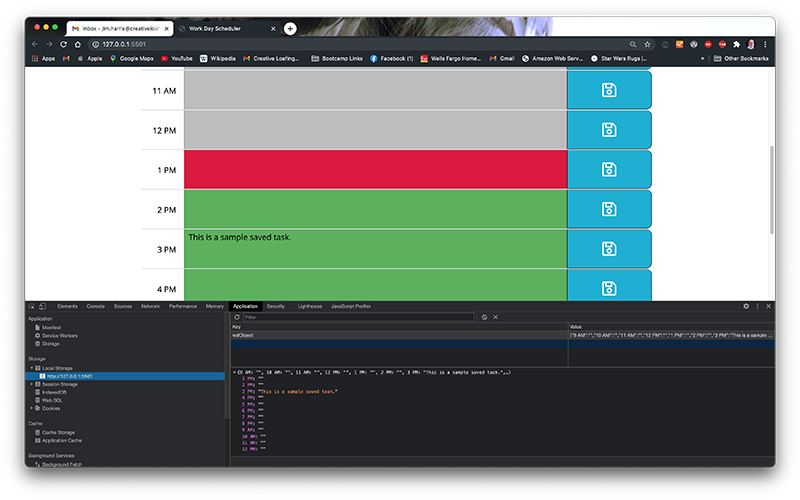 Inbox - jim.harris@creativeloaf
Work Day Scheduler
127.0.0.1:5501
Apps
Apple
Google Maps
YouTube
Wikipedia
Creative Loafing...
Bootcamp Links
Facebook (1)
Wells Fargo Home...
Gmail
Amazon Web Serv...
Star Wars Rugs |...
Other Bookmarks
11 AM
12 PM
1 PM
2 PM
3 PM This is a sample saved task.
4 PM
Elements Console Sources Network Performance Memory Application Security Lighthouse JavaScript Profiler
Application
Manifest
Service Workers
Storage
Storage
Local Storage
http://127.0.0.1:5501
Session Storage
IndexedDB
Web SQL
Cookies
Cache
Cache Storage
Application Cache
Background Services
Background Fetch
Filter
Key Value
wdObject {"9 AM":"","10 AM":"","11 AM":"","12 PM":"","1 PM":"","2 PM":"","3 PM":"This is a sample ...
{9 AM: "", 10 AM: "", 11 AM: "", 12 PM: "", 1 PM: "", 2 PM: "", 3 PM: "This is a sample saved task.",…}
1 PM: ""
2 PM: ""
3 PM: "This is a sample saved task."
4 PM: ""
5 PM: ""
6 PM: ""
7 PM: ""
8 PM: ""
9 AM: ""
10 AM: ""
11 AM: ""
12 PM: ""